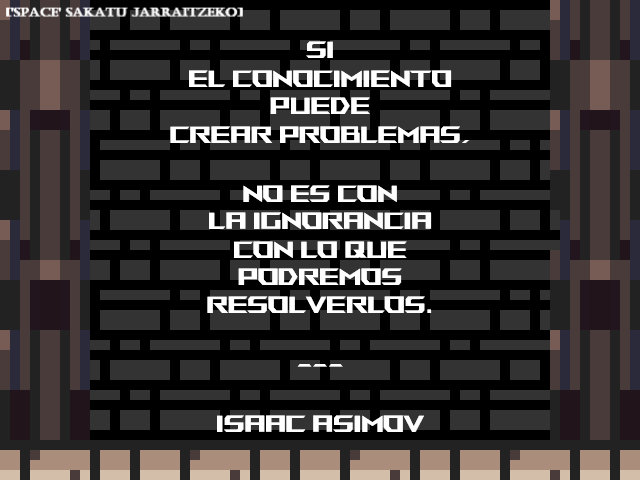 ['SPACE' SAKATU JARRAITZEKO]
SI
EL CONOCIMIENTO
PUEDE
CREAR PROBLEMAS,
NO ES CON
LA IGNORANCIA
CON LO QUE
PODREMOS
RESOLVERLOS.
---
ISAAC ASIMOV